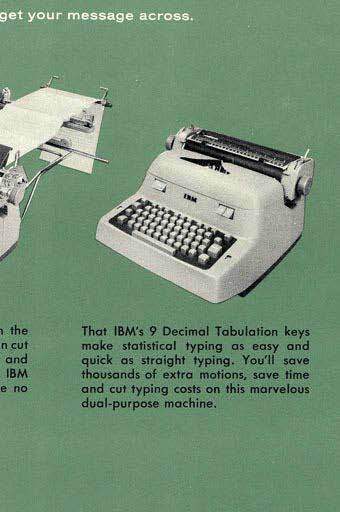 get your message across.
IBM
the
n cut
and
IBM
e no
That IBM's 9 Decimal Tabulation keys
make statistical typing as easy and
quick as straight typing. You'll save
thousands of extra motions, save time
and cut typing costs on this marvelous
dual-purpose machine.